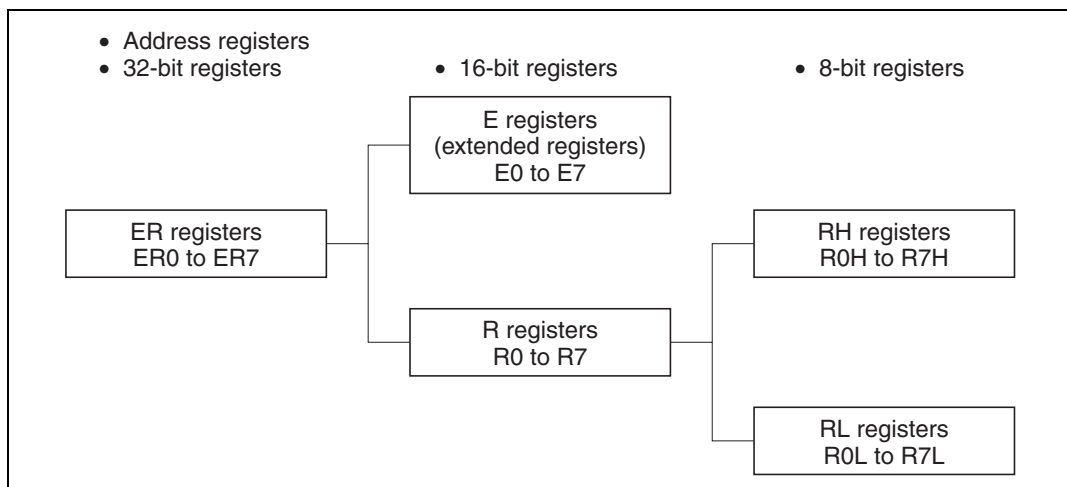 • Address registers
• 32-bit registers
• 16-bit registers
• 8-bit registers
E registers
(extended registers)
E0 to E7
ER registers
ER0 to ER7
RH registers
R0H to R7H
R registers
R0 to R7
RL registers
R0L to R7L